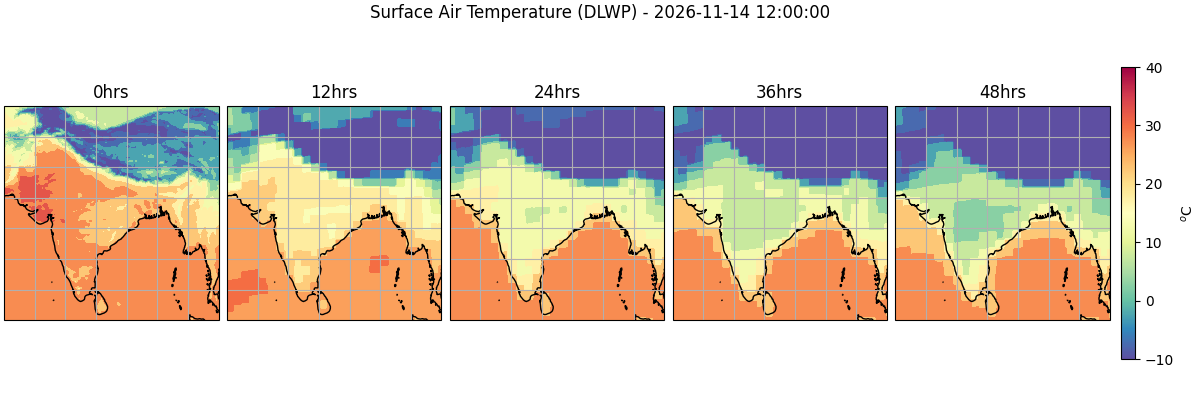 Surface Air Temperature (DLWP) - 2026-11-14 12:00:00
0hrs
12hrs
24hrs
36hrs
48hrs
40
30
20
10
0
−10
°C